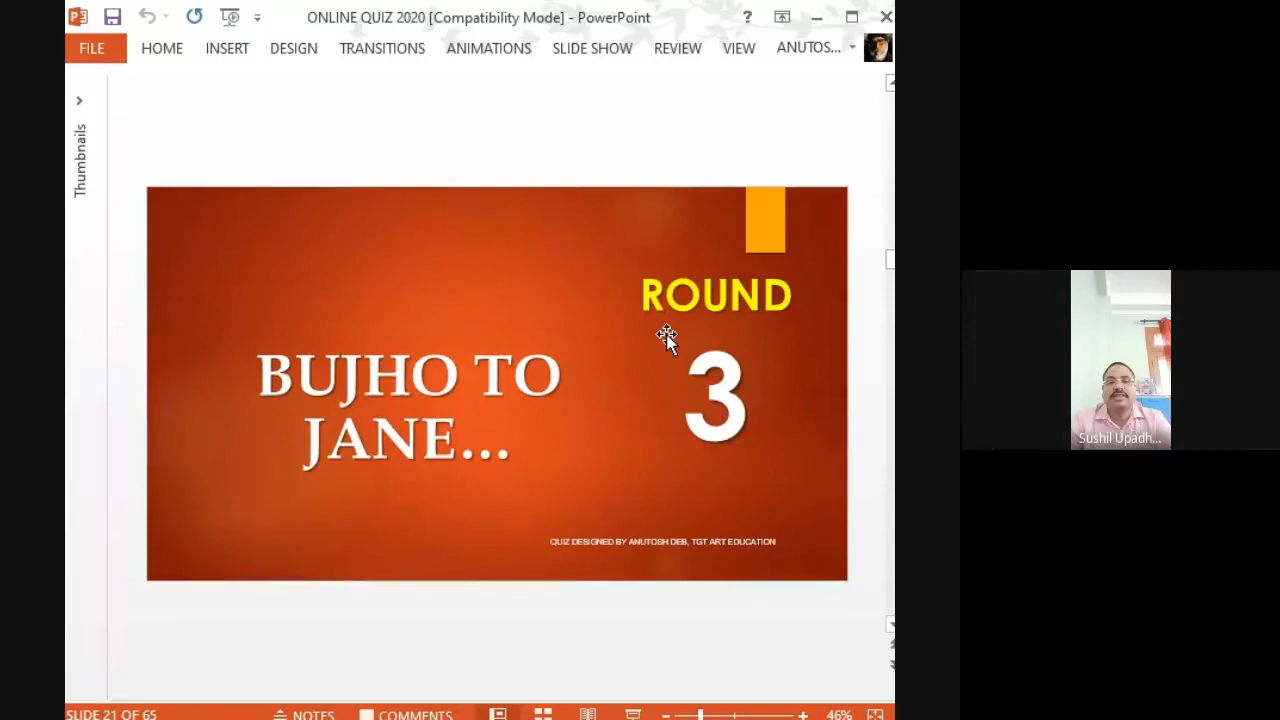 ONLINE QUIZ 2020 [Compatibility Mode] - PowerPoint
?
FILE HOME INSERT DESIGN TRANSITIONS ANIMATIONS SLIDE SHOW REVIEW VIEW ANUTOS...
Thumbnails
ROUND
3
BUJHO TO
JANE...
QUIZ DESIGNED BY ANUTOSH DEB, TGT ART EDUCATION
Sushil Upadh...
SLIDE 21 OF 65 NOTES COMMENTS 46%